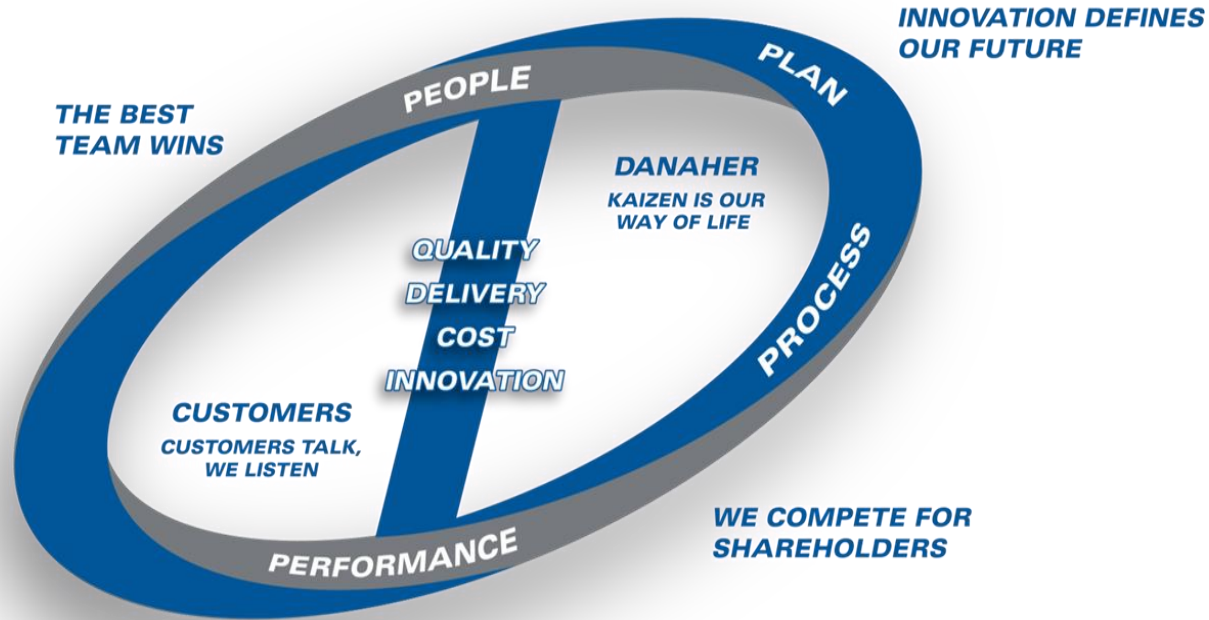 INNOVATION DEFINES
OUR FUTURE
PLAN
PEOPLE
THE BEST
TEAM WINS
DANAHER
KAIZEN IS OUR
WAY OF LIFE
QUALITY
DELIVERY
COST
INNOVATION
PROCESS
CUSTOMERS
CUSTOMERS TALK,
WE LISTEN
WE COMPETE FOR
SHAREHOLDERS
PERFORMANCE